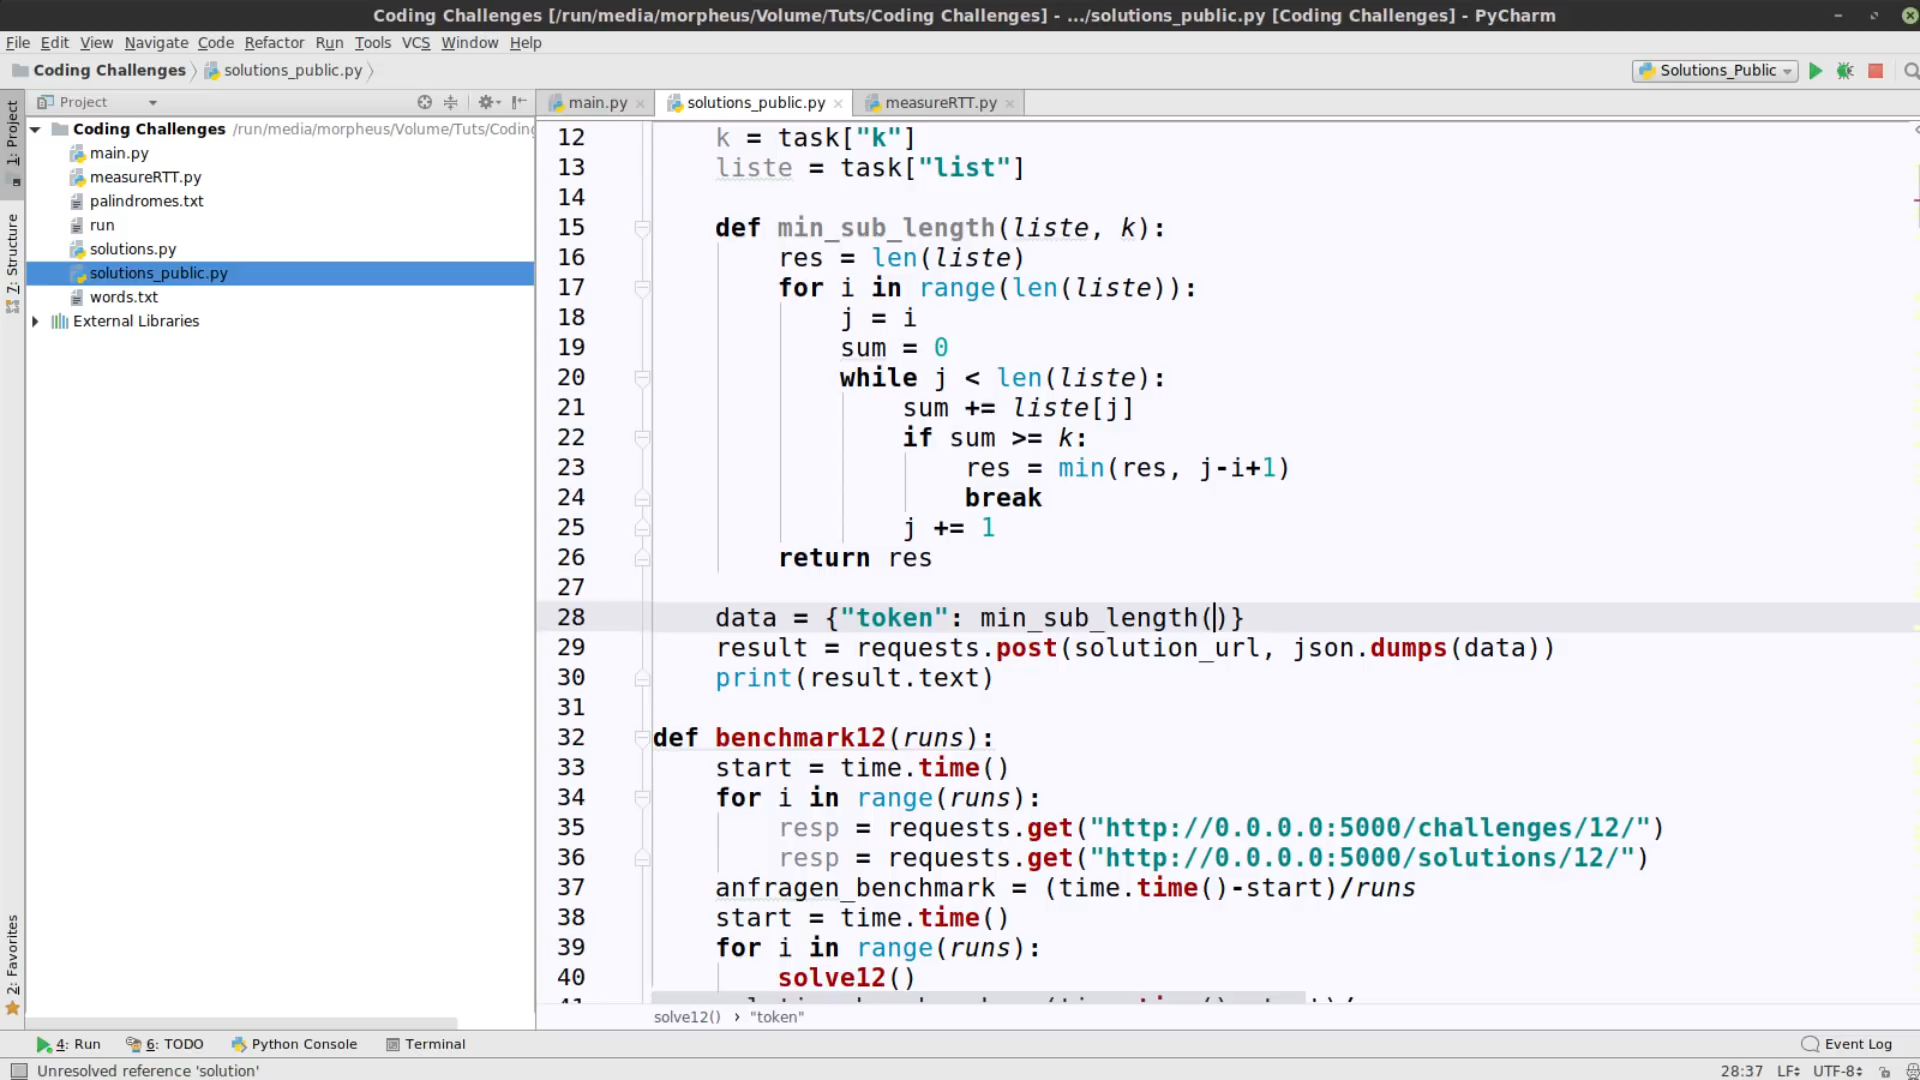 Coding Challenges [/run/media/morpheus/Volume/Tuts/Coding Challenges] - .../solutions_public.py [Coding Challenges] - PyCharm
File Edit View Navigate Code Refactor Run Tools VCS Window Help
Coding Challenges solutions_public.py
Solutions_Public
1: Project
7: Structure
2: Favorites
Project
Coding Challenges /run/media/morpheus/Volume/Tuts/Coding
main.py
measureRTT.py
palindromes.txt
run
solutions.py
solutions_public.py
words.txt
External Libraries
main.py solutions_public.py measureRTT.py
12 k = task["k"]
13 liste = task["list"]
14
15 def min_sub_length(liste, k):
16 res = len(liste)
17 for i in range(len(liste)):
18 j = i
19 sum = 0
20 while j < len(liste):
21 sum += liste[j]
22 if sum >= k:
23 res = min(res, j-i+1)
24 break
25 j += 1
26 return res
27
28 data = {"token": min_sub_length()}
29 result = requests.post(solution_url, json.dumps(data))
30 print(result.text)
31
32 def benchmark12(runs):
33 start = time.time()
34 for i in range(runs):
35 resp = requests.get("http://0.0.0.0:5000/challenges/12/")
36 resp = requests.get("http://0.0.0.0:5000/solutions/12/")
37 anfragen_benchmark = (time.time()-start)/runs
38 start = time.time()
39 for i in range(runs):
40 solve12()
solve12() › "token"
4: Run 6: TODO Python Console Terminal Event Log
Unresolved reference 'solution' 28:37 LF UTF-8